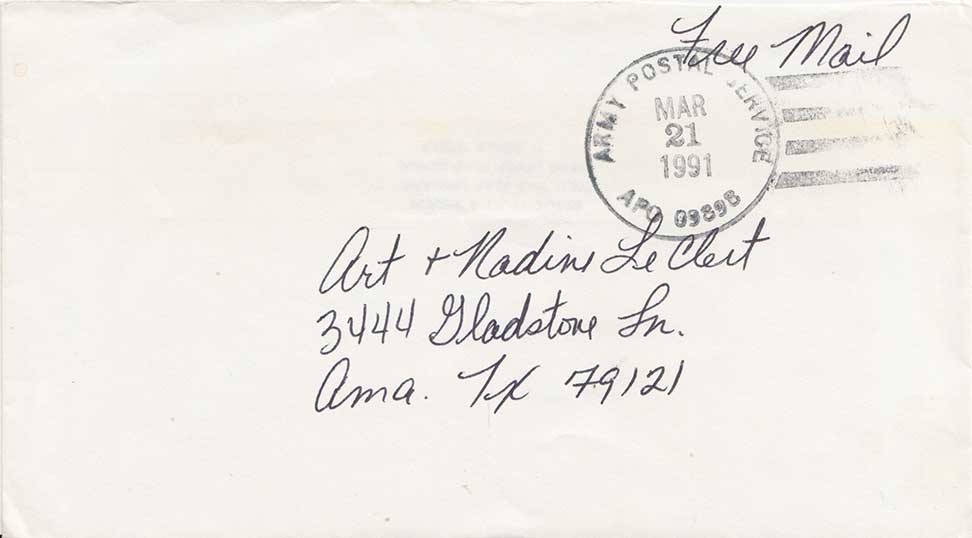 Free Mail
ARMY POSTAL SERVICE
MAR
21
1991
APO 09898
Art + Nadine LeClert
3444 Gladstone Ln.
Ama. Tx 79121